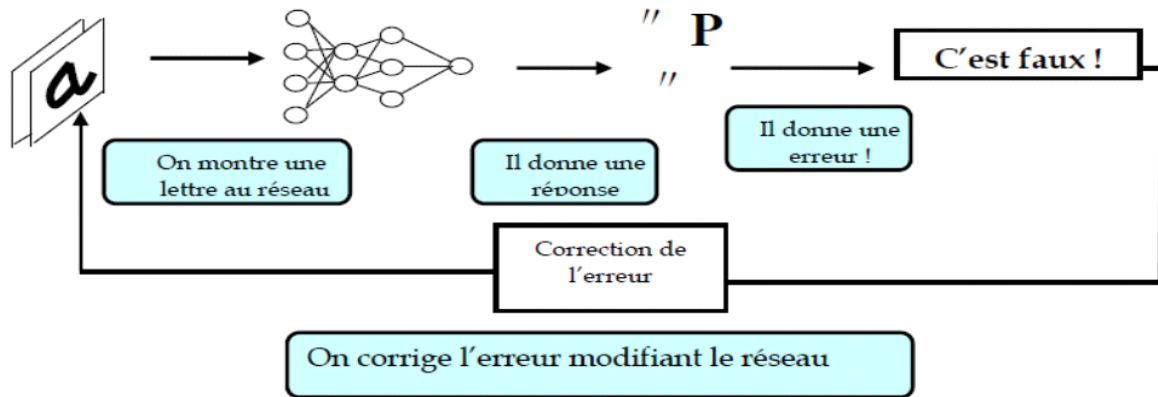 a
" P
"
C'est faux !
On montre une
lettre au réseau
Il donne une
réponse
Il donne une
erreur !
Correction de
l'erreur
On corrige l'erreur modifiant le réseau